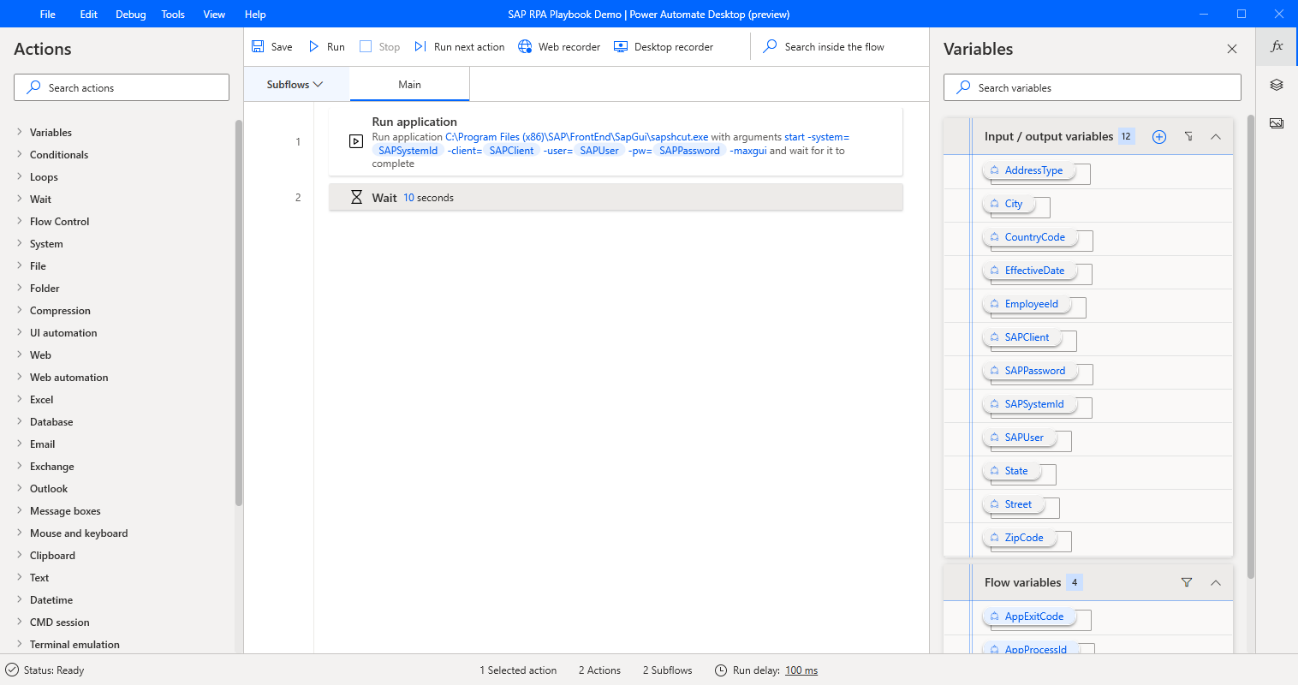 File Edit Debug Tools View Help
SAP RPA Playbook Demo | Power Automate Desktop (preview)
Actions
Search actions
Variables
Conditionals
Loops
Wait
Flow Control
System
File
Folder
Compression
UI automation
Web
Web automation
Excel
Database
Email
Exchange
Outlook
Message boxes
Mouse and keyboard
Clipboard
Text
Datetime
CMD session
Terminal emulation
Save Run Stop Run next action Web recorder Desktop recorder Search inside the flow
Subflows Main
1
Run application
Run application C:\Program Files (x86)\SAP\FrontEnd\SapGui\sapshcut.exe with arguments start -system=
SAPSystemId -client= SAPClient -user= SAPUser -pw= SAPPassword -maxgui and wait for it to
complete
2 Wait 10 seconds
Variables
fx
Search variables
Input / output variables 12
AddressType
City
CountryCode
EffectiveDate
EmployeeId
SAPClient
SAPPassword
SAPSystemId
SAPUser
State
Street
ZipCode
Flow variables 4
AppExitCode
AppProcessId
Status: Ready 1 Selected action 2 Actions 2 Subflows Run delay: 100 ms